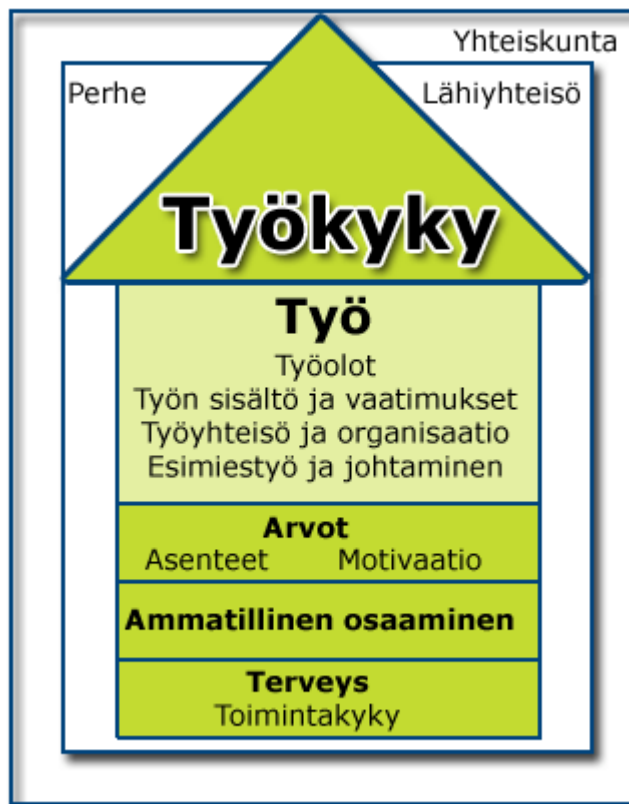 Yhteiskunta
Perhe
Lähiyhteisö
Työkyky
Työ
Työolot
Työn sisältö ja vaatimukset
Työyhteisö ja organisaatio
Esimiestyö ja johtaminen
Arvot
Asenteet Motivaatio
Ammatillinen osaaminen
Terveys
Toimintakyky